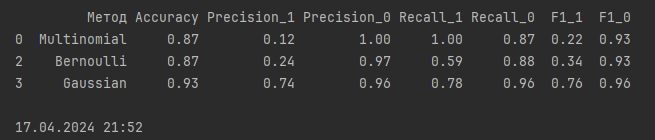 Метод Accuracy Precision_1 Precision_0 Recall_1 Recall_0 F1_1 F1_0
0 Multinomial 0.87 0.12 1.00 1.00 0.87 0.22 0.93
2 Bernoulli 0.87 0.24 0.97 0.59 0.88 0.34 0.93
3 Gaussian 0.93 0.74 0.96 0.78 0.96 0.76 0.96
17.04.2024 21:52